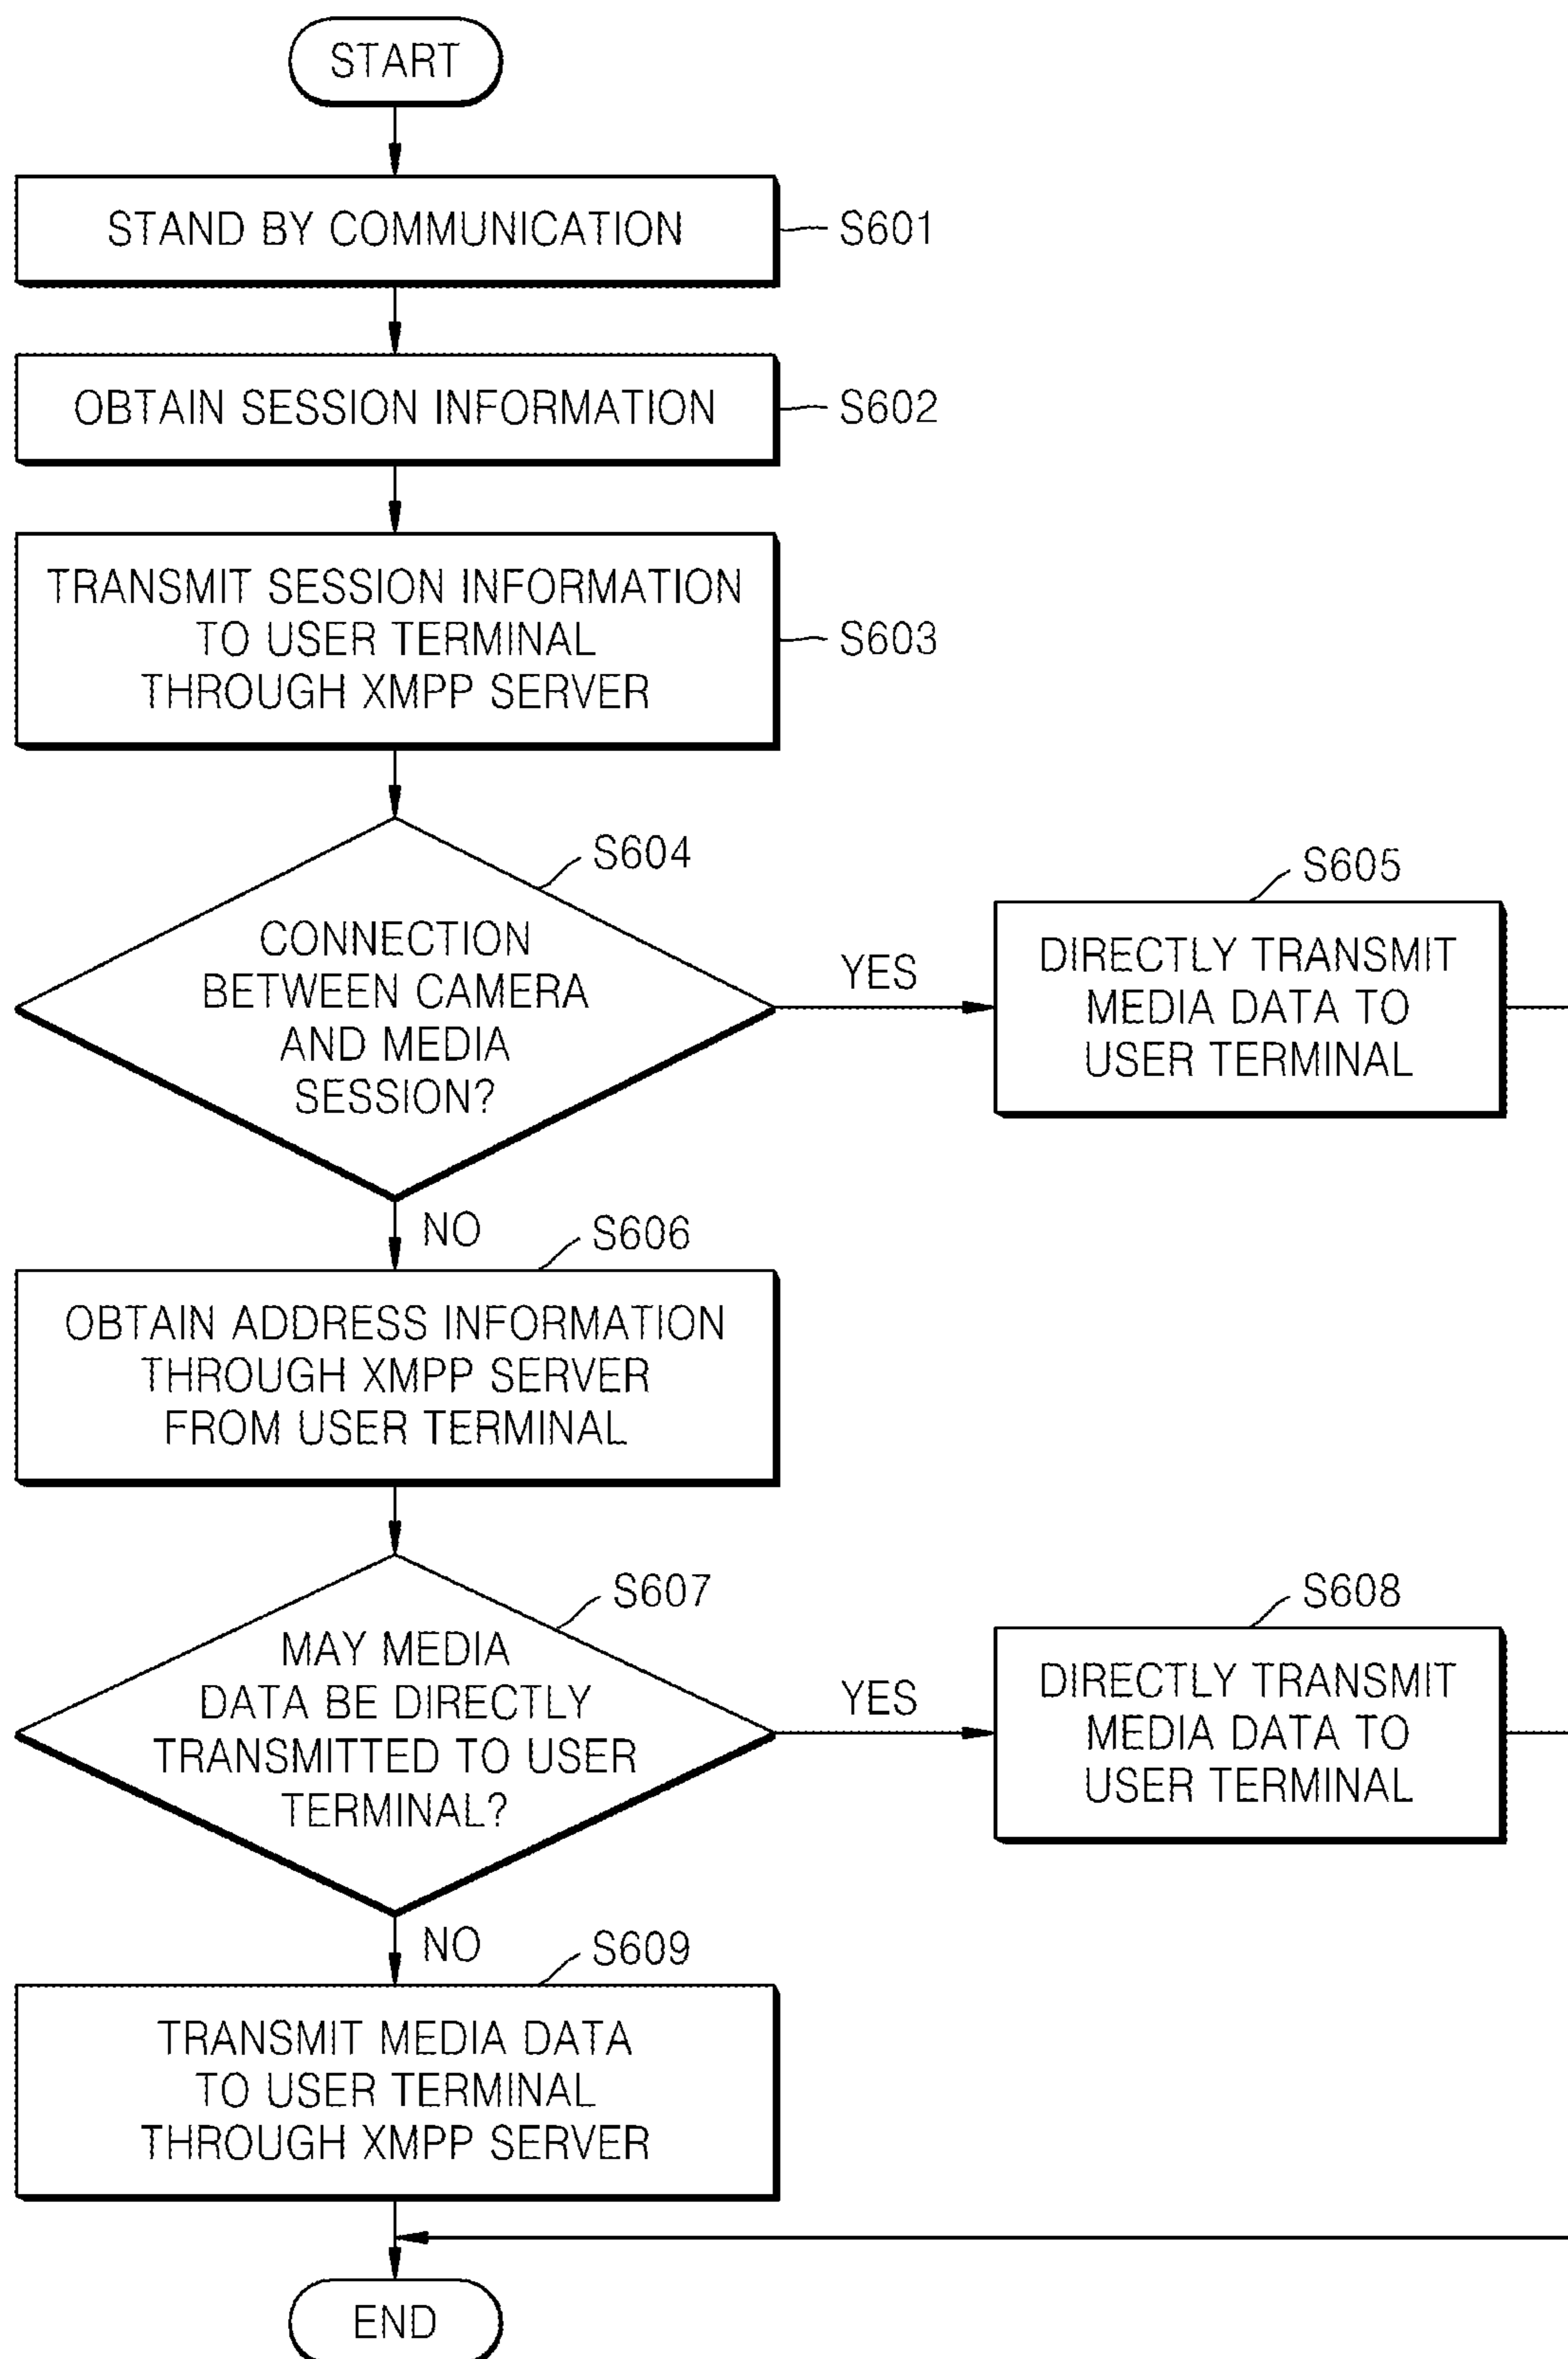 START
STAND BY COMMUNICATION
S601
OBTAIN SESSION INFORMATION
S602
TRANSMIT SESSION INFORMATION
TO USER TERMINAL
THROUGH XMPP SERVER
S603
S604
CONNECTION
BETWEEN CAMERA
AND MEDIA
SESSION?
YES
S605
DIRECTLY TRANSMIT
MEDIA DATA TO
USER TERMINAL
NO
S606
OBTAIN ADDRESS INFORMATION
THROUGH XMPP SERVER
FROM USER TERMINAL
S607
MAY MEDIA
DATA BE DIRECTLY
TRANSMITTED TO USER
TERMINAL?
YES
S608
DIRECTLY TRANSMIT
MEDIA DATA TO
USER TERMINAL
NO
S609
TRANSMIT MEDIA DATA
TO USER TERMINAL
THROUGH XMPP SERVER
END